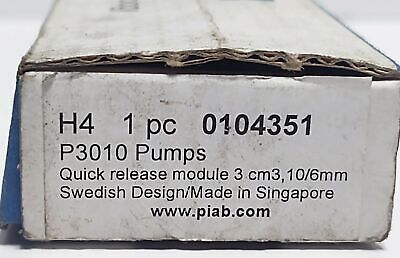 H4 1 pc 0104351
P3010 Pumps
Quick release module 3 cm3,10/6mm
Swedish Design/Made in Singapore
www.piab.com